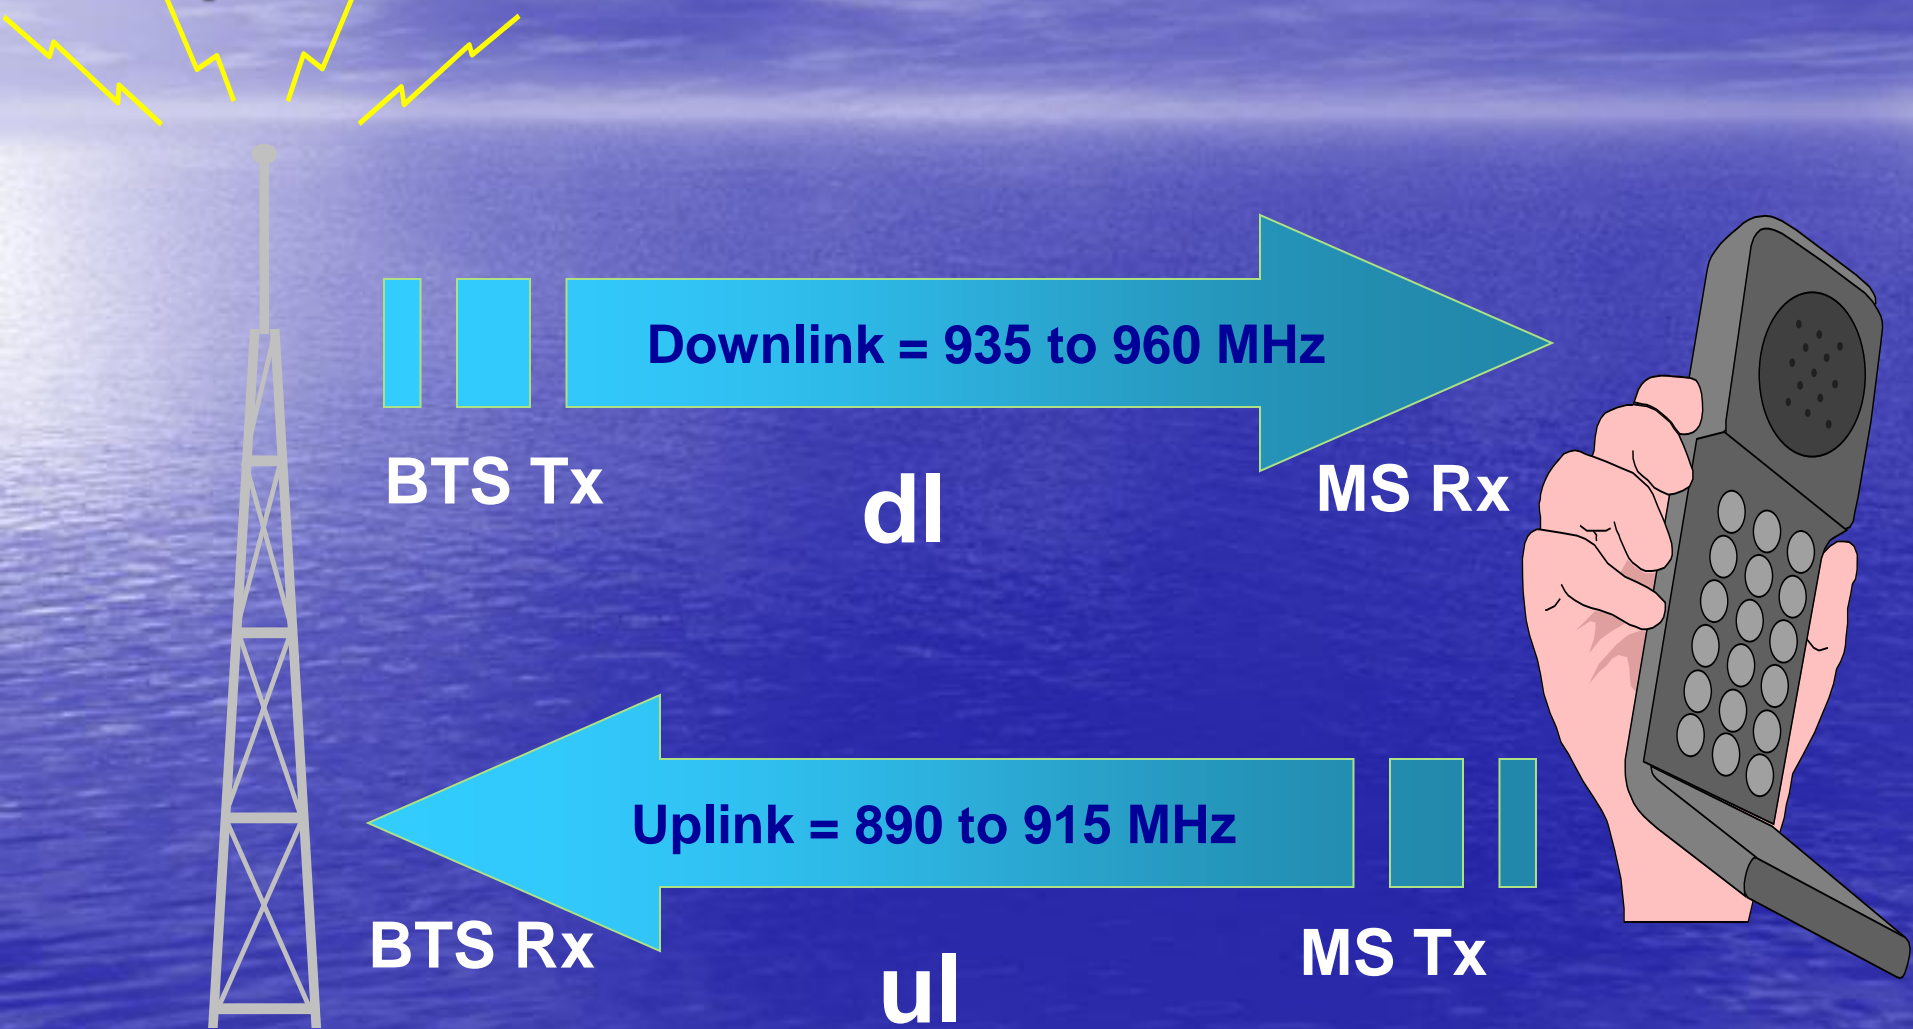 Downlink = 935 to 960 MHz
BTS Tx
dl
MS Rx
Uplink = 890 to 915 MHz
BTS Rx
ul
MS Tx